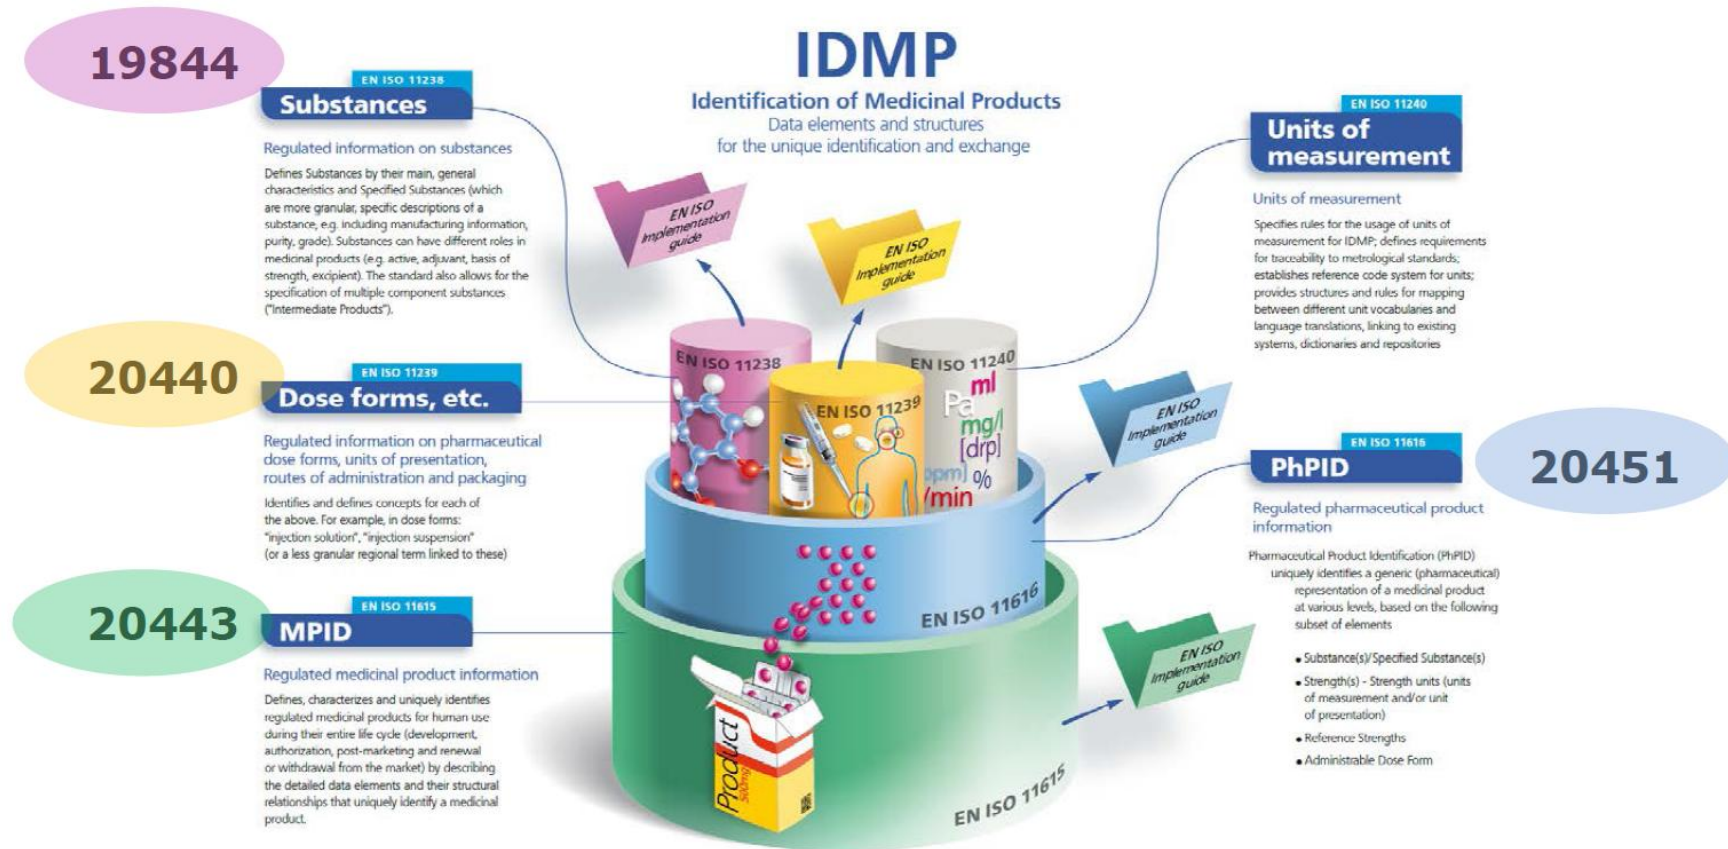 19844
EN ISO 11238
Substances
Regulated information on substances
Defines Substances by their main, general
characteristics and Specified Substances (which
are more granular, specific descriptions of a
substance, e.g. including manufacturing information,
purity, grade). Substances can have different roles in
medicinal products (e.g. active, adjuvant, basis of
strength, excipient). The standard also allows for the
specification of multiple component substances
("Intermediate Products").
20440
EN ISO 11239
Dose forms, etc.
Regulated information on pharmaceutical
dose forms, units of presentation,
routes of administration and packaging
Identifies and defines concepts for each of
the above. For example, in dose forms:
"injection solution", "injection suspension"
(or a less granular regional term linked to these)
20443
EN ISO 11615
MPID
Regulated medicinal product information
Defines, characterizes and uniquely identifies
regulated medicinal products for human use
during their entire life cycle (development,
authorization, post-marketing and renewal
or withdrawal from the market) by describing
the detailed data elements and their structural
relationships that uniquely identify a medicinal
product.
IDMP
Identification of Medicinal Products
Data elements and structures
for the unique identification and exchange
EN ISO
Implementation
guide
EN ISO
Implementation
guide
EN ISO 11238
EN ISO 11239
EN ISO 11240
ml
Pa
mg/l
[drp]
ppm]
%
/min
EN ISO
Implementation
guide
EN ISO 11616
EN ISO
Implementation
guide
Product
500mg
EN ISO 11615
EN ISO 11240
Units of
measurement
Units of measurement
Specifies rules for the usage of units of
measurement for IDMP; defines requirements
for traceability to metrological standards;
establishes reference code system for units;
provides structures and rules for mapping
between different unit vocabularies and
language translations, linking to existing
systems, dictionaries and repositories
EN ISO 11616
PhPID
20451
Regulated pharmaceutical product
information
Pharmaceutical Product Identification (PhPID)
uniquely identifies a generic (pharmaceutical)
representation of a medicinal product
at various levels, based on the following
subset of elements
• Substance(s)/Specified Substance(s)
• Strength(s) - Strength units (units
of measurement and/or unit
of presentation)
• Reference Strengths
• Administrable Dose Form